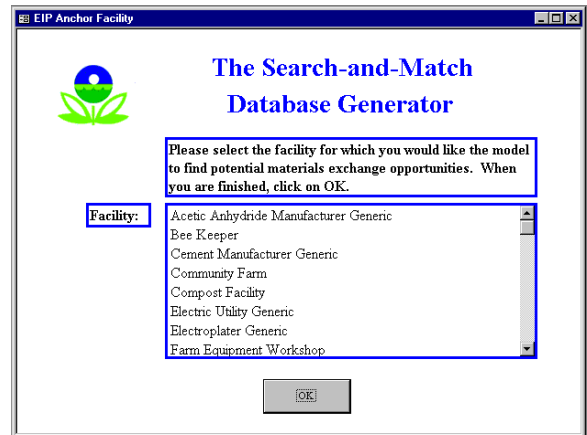 EIP Anchor Facility
The Search-and-Match
Database Generator
Please select the facility for which you would like the model
to find potential materials exchange opportunities. When
you are finished, click on OK.
Facility:
Acetic Anhydride Manufacturer Generic
Bee Keeper
Cement Manufacturer Generic
Community Farm
Compost Facility
Electric Utility Generic
Electroplater Generic
Farm Equipment Workshop
OK